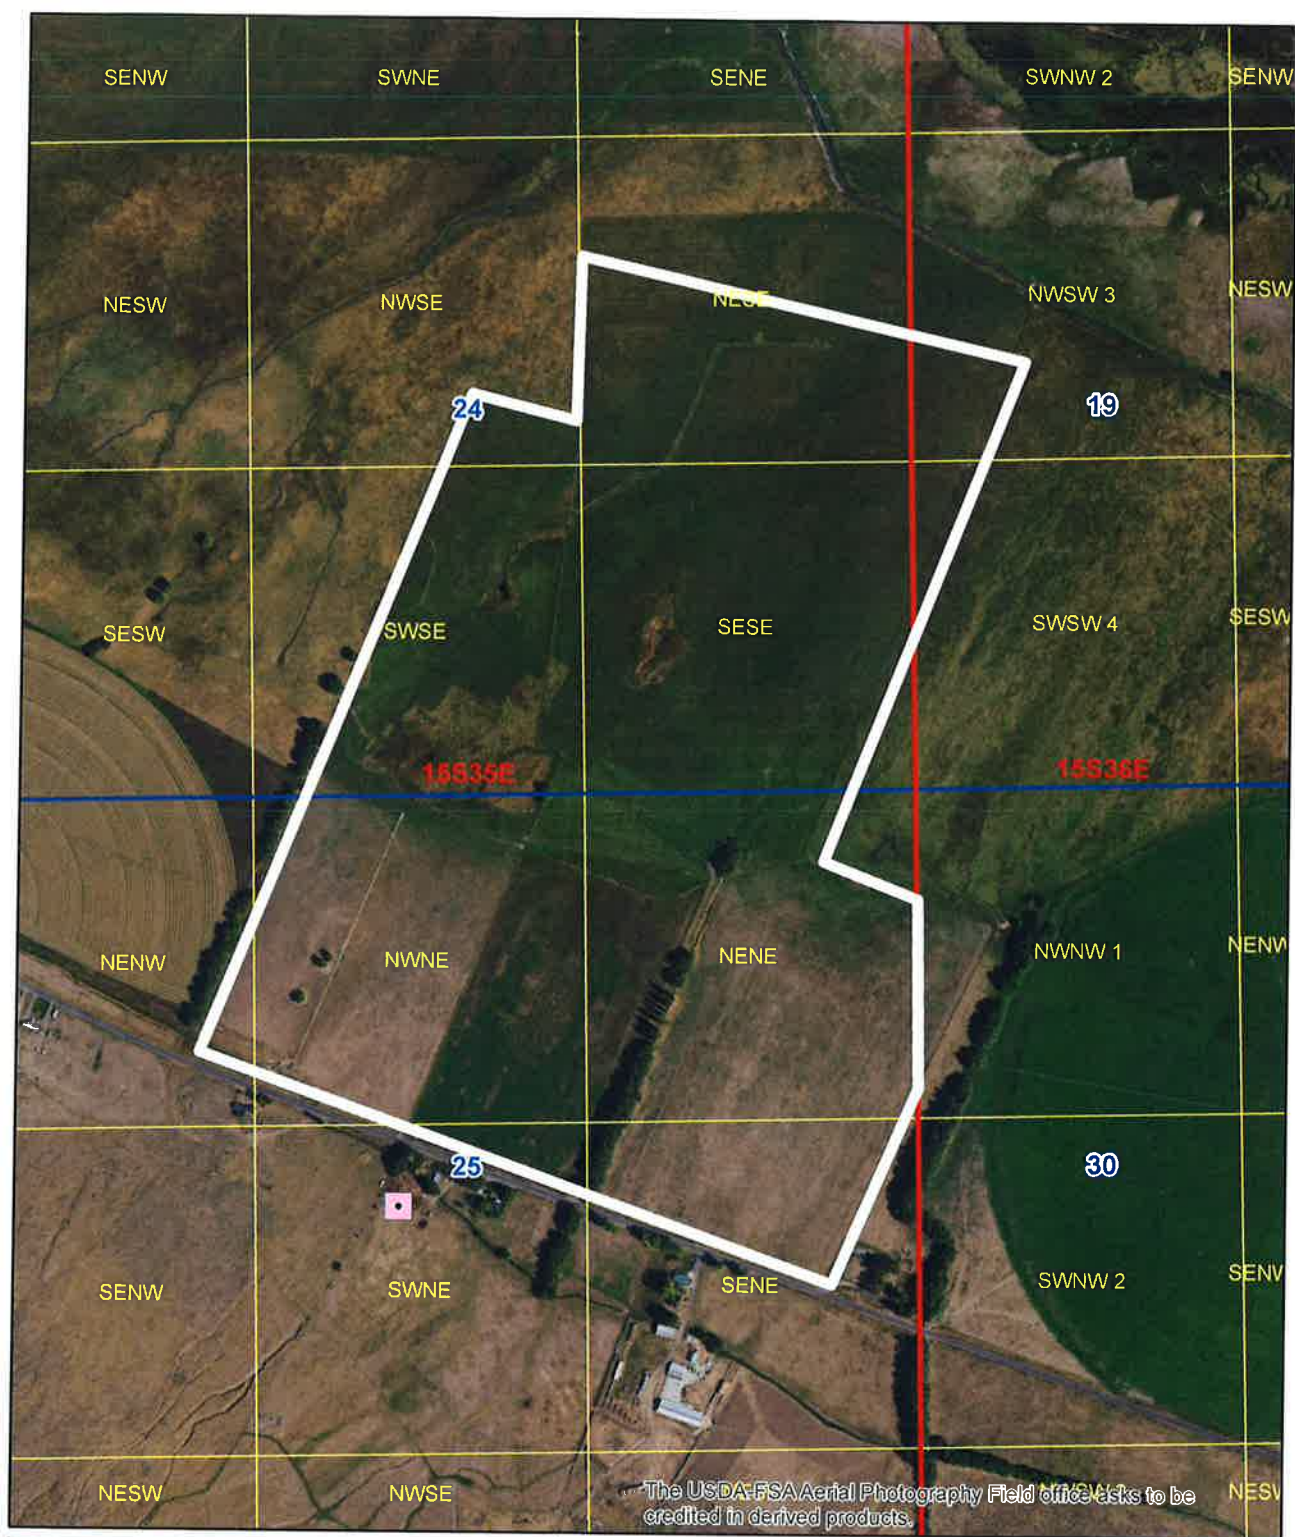 SENW SWNE SENE SWNW 2 SENW
NESW NWSE NESE NWSW 3 NESW
24 19
SESW SWSE SESE SWSW 4 SESW
15S35E 15S36E
NENW NWNE NENE NWNW 1 NENW
25 30
SENW SWNE SENE SWNW 2 SENW
NESW NWSE NESW
The USDA-FSA Aerial Photography Field office asks to be
credited in derived products.